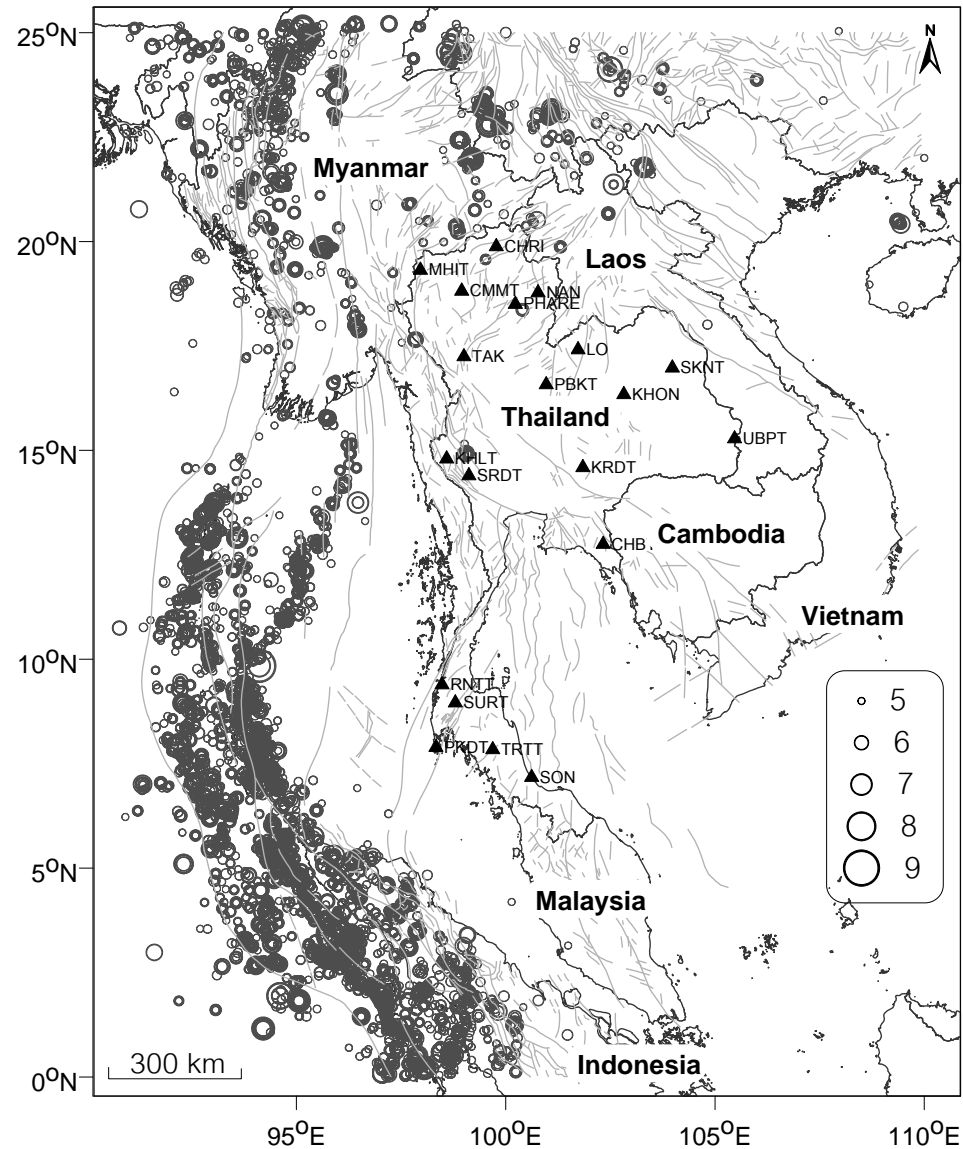 25°N
N
Myanmar
20°N
CHRI
Laos
MHIT
CMMT
NAN
PHARE
TAK
LO
SKNT
PBKT
KHON
Thailand
UBPT
15°N
KHLT
KRDT
SRDT
Cambodia
CHB
Vietnam
10°N
RNTT
SURT
5
PKDT
TRTT
6
SON
7
8
5°N
9
Malaysia
300 km
Indonesia
0°N
95°E
100°E
105°E
110°E